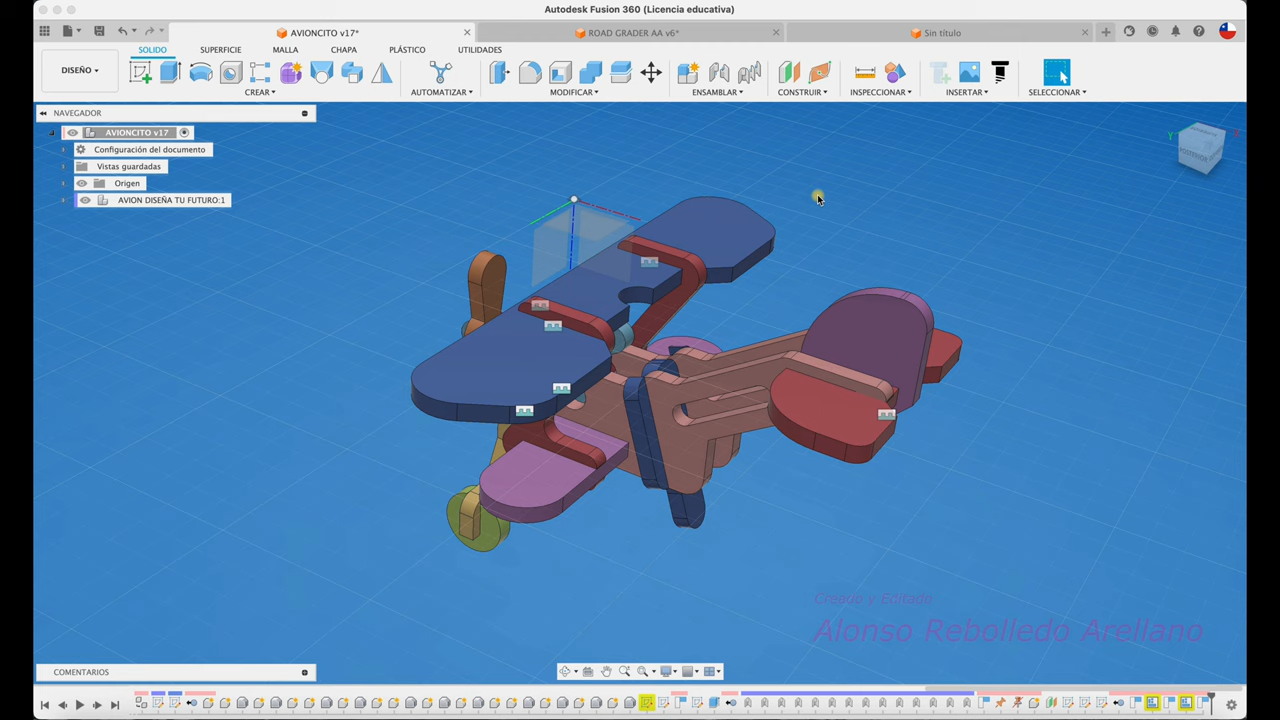 Autodesk Fusion 360 (Licencia educativa)
AVIONCITO v17*
ROAD GRADER AA v6*
Sin título
DISEÑO
SOLIDO
SUPERFICIE
MALLA
CHAPA
PLÁSTICO
UTILIDADES
CREAR
AUTOMATIZAR
MODIFICAR
ENSAMBLAR
CONSTRUIR
INSPECCIONAR
INSERTAR
SELECCIONAR
NAVEGADOR
AVIONCITO v17
Configuración del documento
Vistas guardadas
Origen
AVION DISEÑA TU FUTURO:1
Y
X
POSTERIOR
Creado y Editado
Alonso Rebolledo Arellano
COMENTARIOS